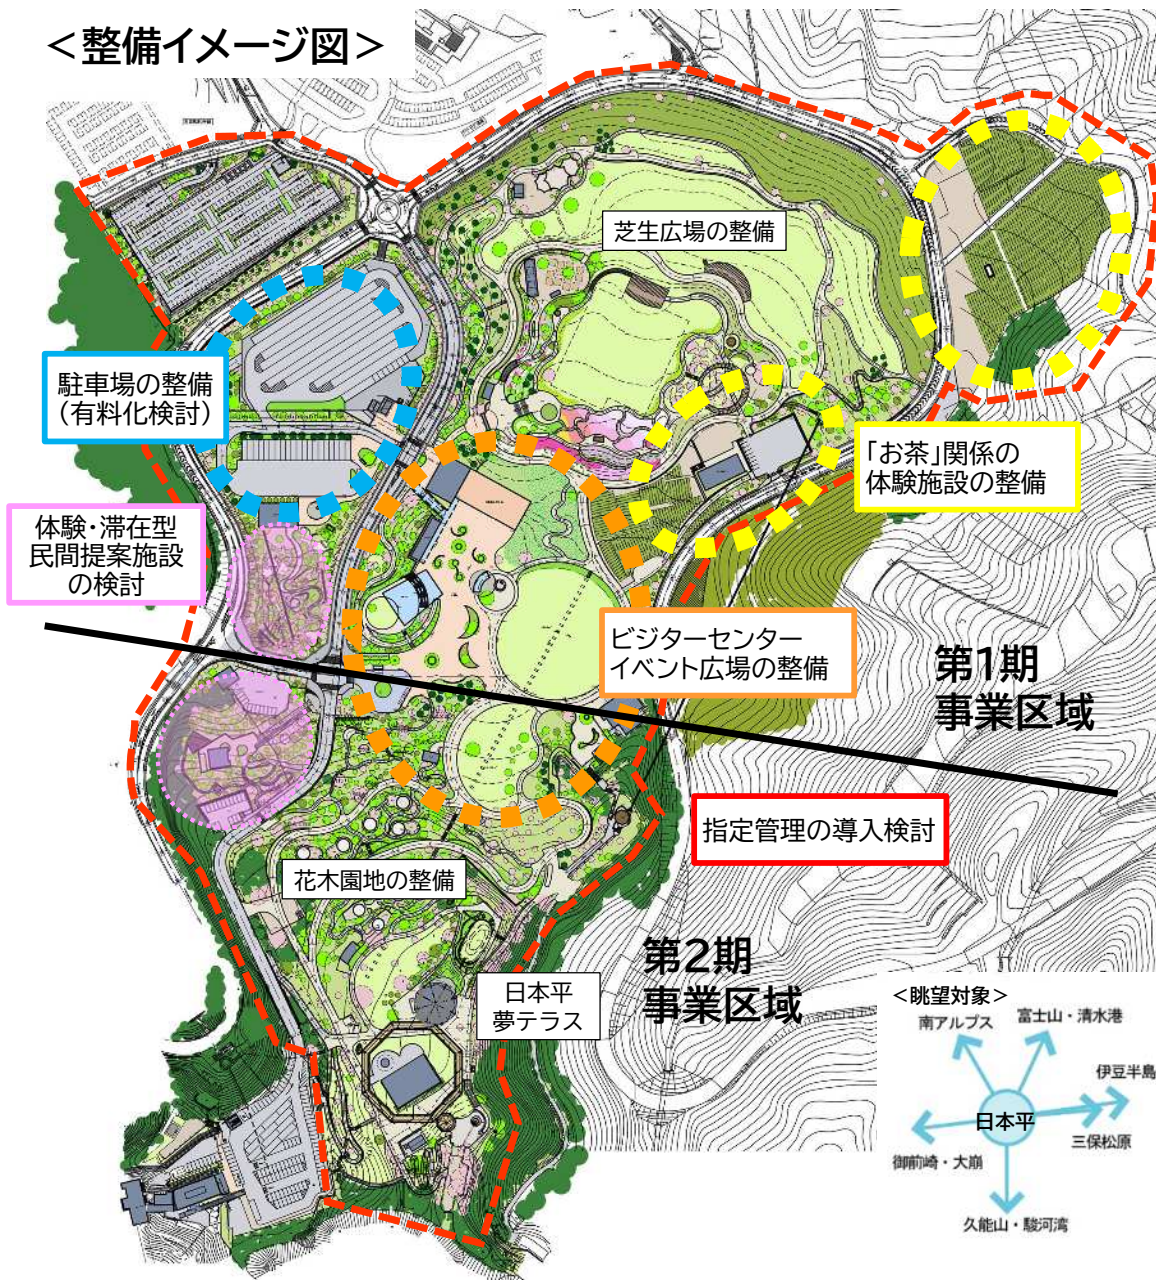 ＜整備イメージ図＞
芝生広場の整備
駐車場の整備
（有料化検討）
「お茶」関係の
体験施設の整備
体験・滞在型
民間提案施設
の検討
ビジターセンター
イベント広場の整備
第1期
事業区域
指定管理の導入検討
花木園地の整備
第2期
事業区域
日本平
夢テラス
＜眺望対象＞
南アルプス
富士山・清水港
伊豆半島
日本平
三保松原
御前崎・大崩
久能山・駿河湾